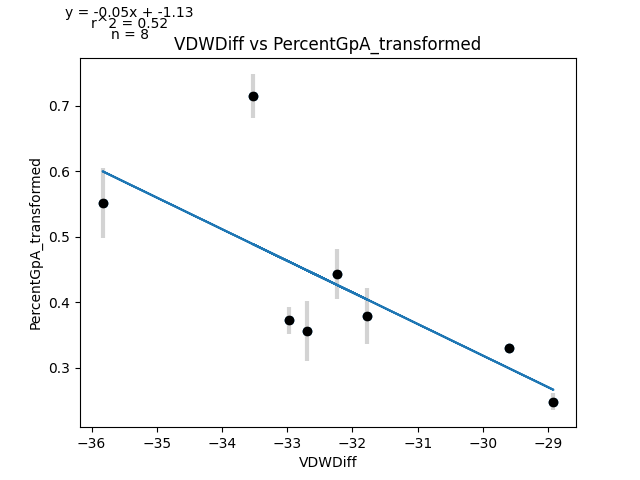 y = -0.05x + -1.13
r^2 = 0.52
n = 8
VDWDiff vs PercentGpA_transformed
PercentGpA_transformed
0.7
0.6
0.5
0.4
0.3
−36 −35 −34 −33 −32 −31 −30 −29
VDWDiff